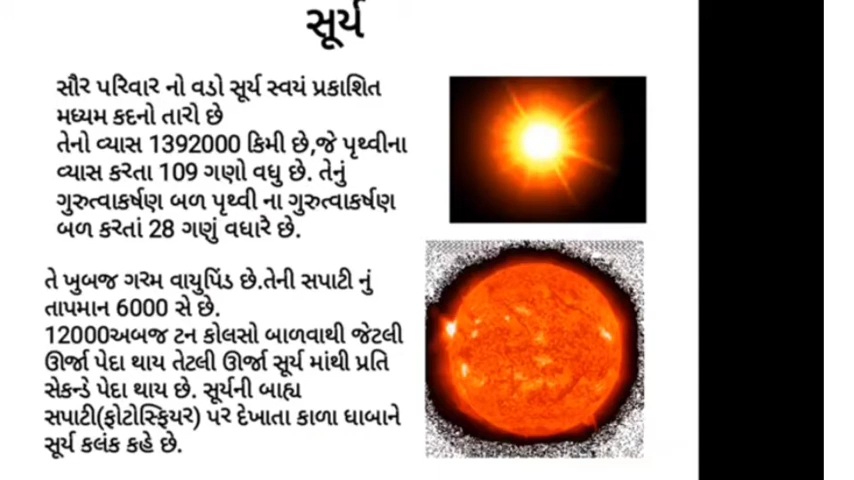 સૂર્ય
સૌર પરિવાર નો વડો સૂર્ય સ્વયં પ્રકાશિત
મધ્યમ કદનો તારો છે
તેનો વ્યાસ 1392000 કિમી છે,જે પૃથ્વીના
વ્યાસ કરતા 109 ગણો વધુ છે. તેનું
ગુરુત્વાકર્ષણ બળ પૃથ્વી ના ગુરુત્વાકર્ષણ
બળ કરતાં 28 ગણું વધારે છે.
તે ખુબજ ગરમ વાયુપિંડ છે.તેની સપાટી નું
તાપમાન 6000 સે છે.
12000અબજ ટન કોલસો બાળવાથી જેટલી
ઊર્જા પેદા થાય તેટલી ઊર્જા સૂર્ય માંથી પ્રતિ
સેકન્ડે પેદા થાય છે. સૂર્યની બાહ્ય
સપાટી(ફોટોસ્ફિયર) પર દેખાતા કાળા ધાબાને
સૂર્ય કલંક કહે છે.